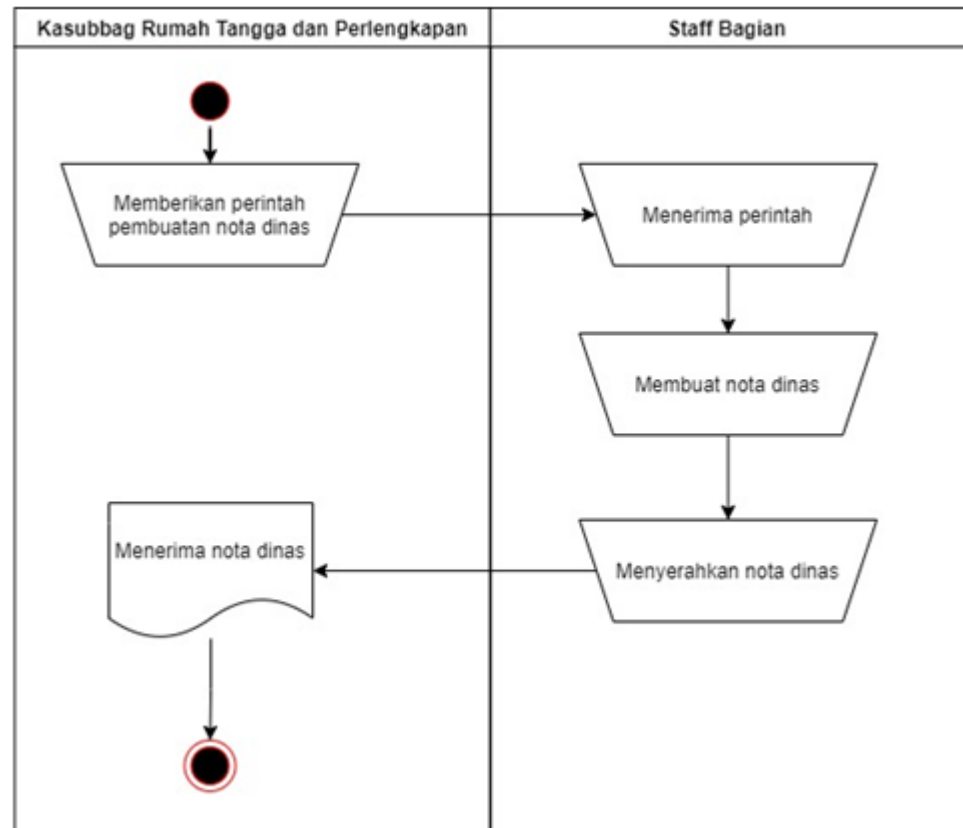 Kasubbag Rumah Tangga dan Perlengkapan
Staff Bagian
Memberikan perintah
pembuatan nota dinas
Menerima perintah
Membuat nota dinas
Menyerahkan nota dinas
Menerima nota dinas